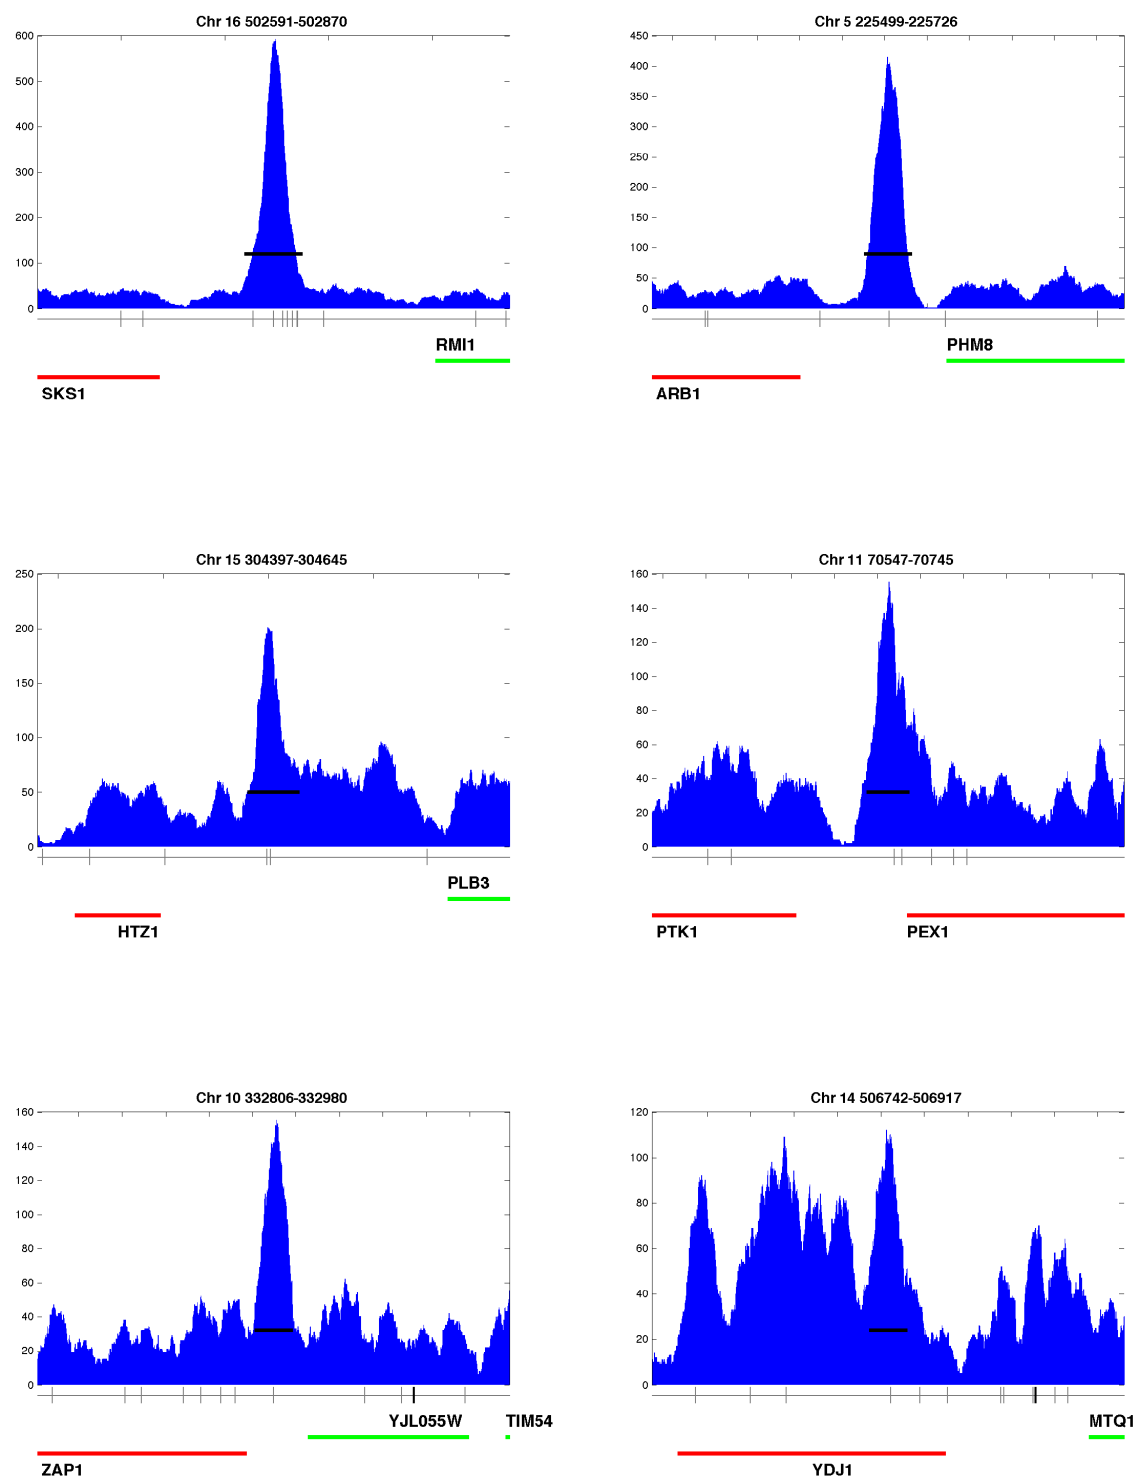 Chr 16 502591-502870
600
500
400
300
200
100
0
RMI1
SKS1
Chr 5 225499-225726
450
400
350
300
250
200
150
100
50
0
PHM8
ARB1
Chr 15 304397-304645
250
200
150
100
50
0
PLB3
HTZ1
Chr 11 70547-70745
160
140
120
100
80
60
40
20
0
PTK1
PEX1
Chr 10 332806-332980
160
140
120
100
80
60
40
20
0
YJL055W
TIM54
ZAP1
Chr 14 506742-506917
120
100
80
60
40
20
0
MTQ1
YDJ1